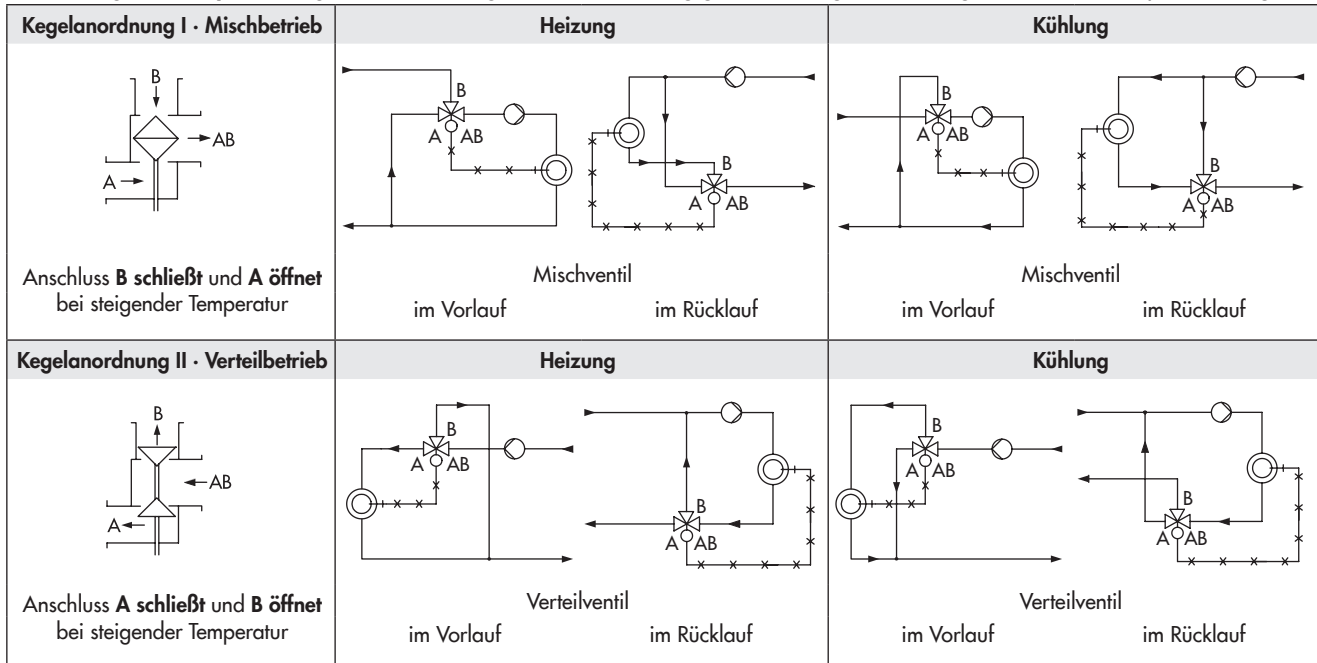 Kegelanordnung I · Mischbetrieb
Heizung
Kühlung
B
AB
A
B
A AB
B
A AB
B
A AB
B
A AB
Anschluss B schließt und A öffnet
bei steigender Temperatur
Mischventil
im Vorlauf im Rücklauf
Mischventil
im Vorlauf im Rücklauf
Kegelanordnung II · Verteilbetrieb
Heizung
Kühlung
B
AB
A
B
A AB
B
A AB
B
A AB
B
A AB
Anschluss A schließt und B öffnet
bei steigender Temperatur
Verteilventil
im Vorlauf im Rücklauf
Verteilventil
im Vorlauf im Rücklauf